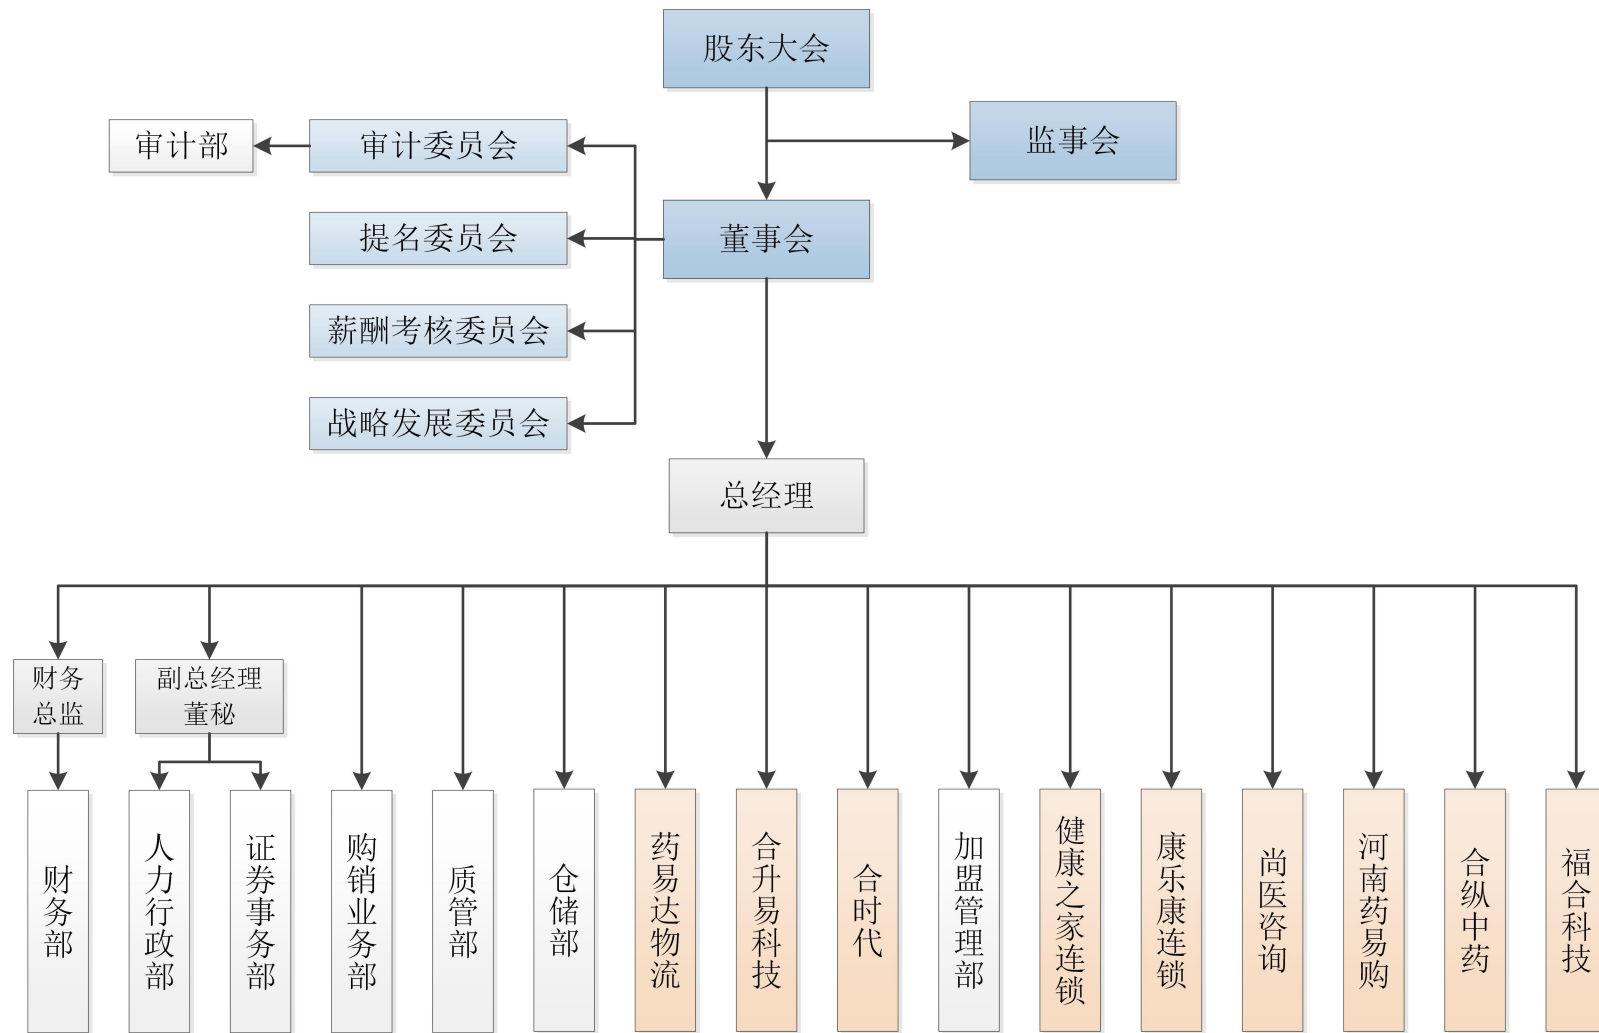 股东大会
监事会
审计部
审计委员会
提名委员会
董事会
薪酬考核委员会
战略发展委员会
总经理
财务
总监
副总经理
董秘
财务部
人力行政部
证券事务部
购销业务部
质管部
仓储部
药易达物流
合升易科技
合时代
加盟管理部
健康之家连锁
康乐康连锁
尚医咨询
河南药易购
合纵中药
福合科技